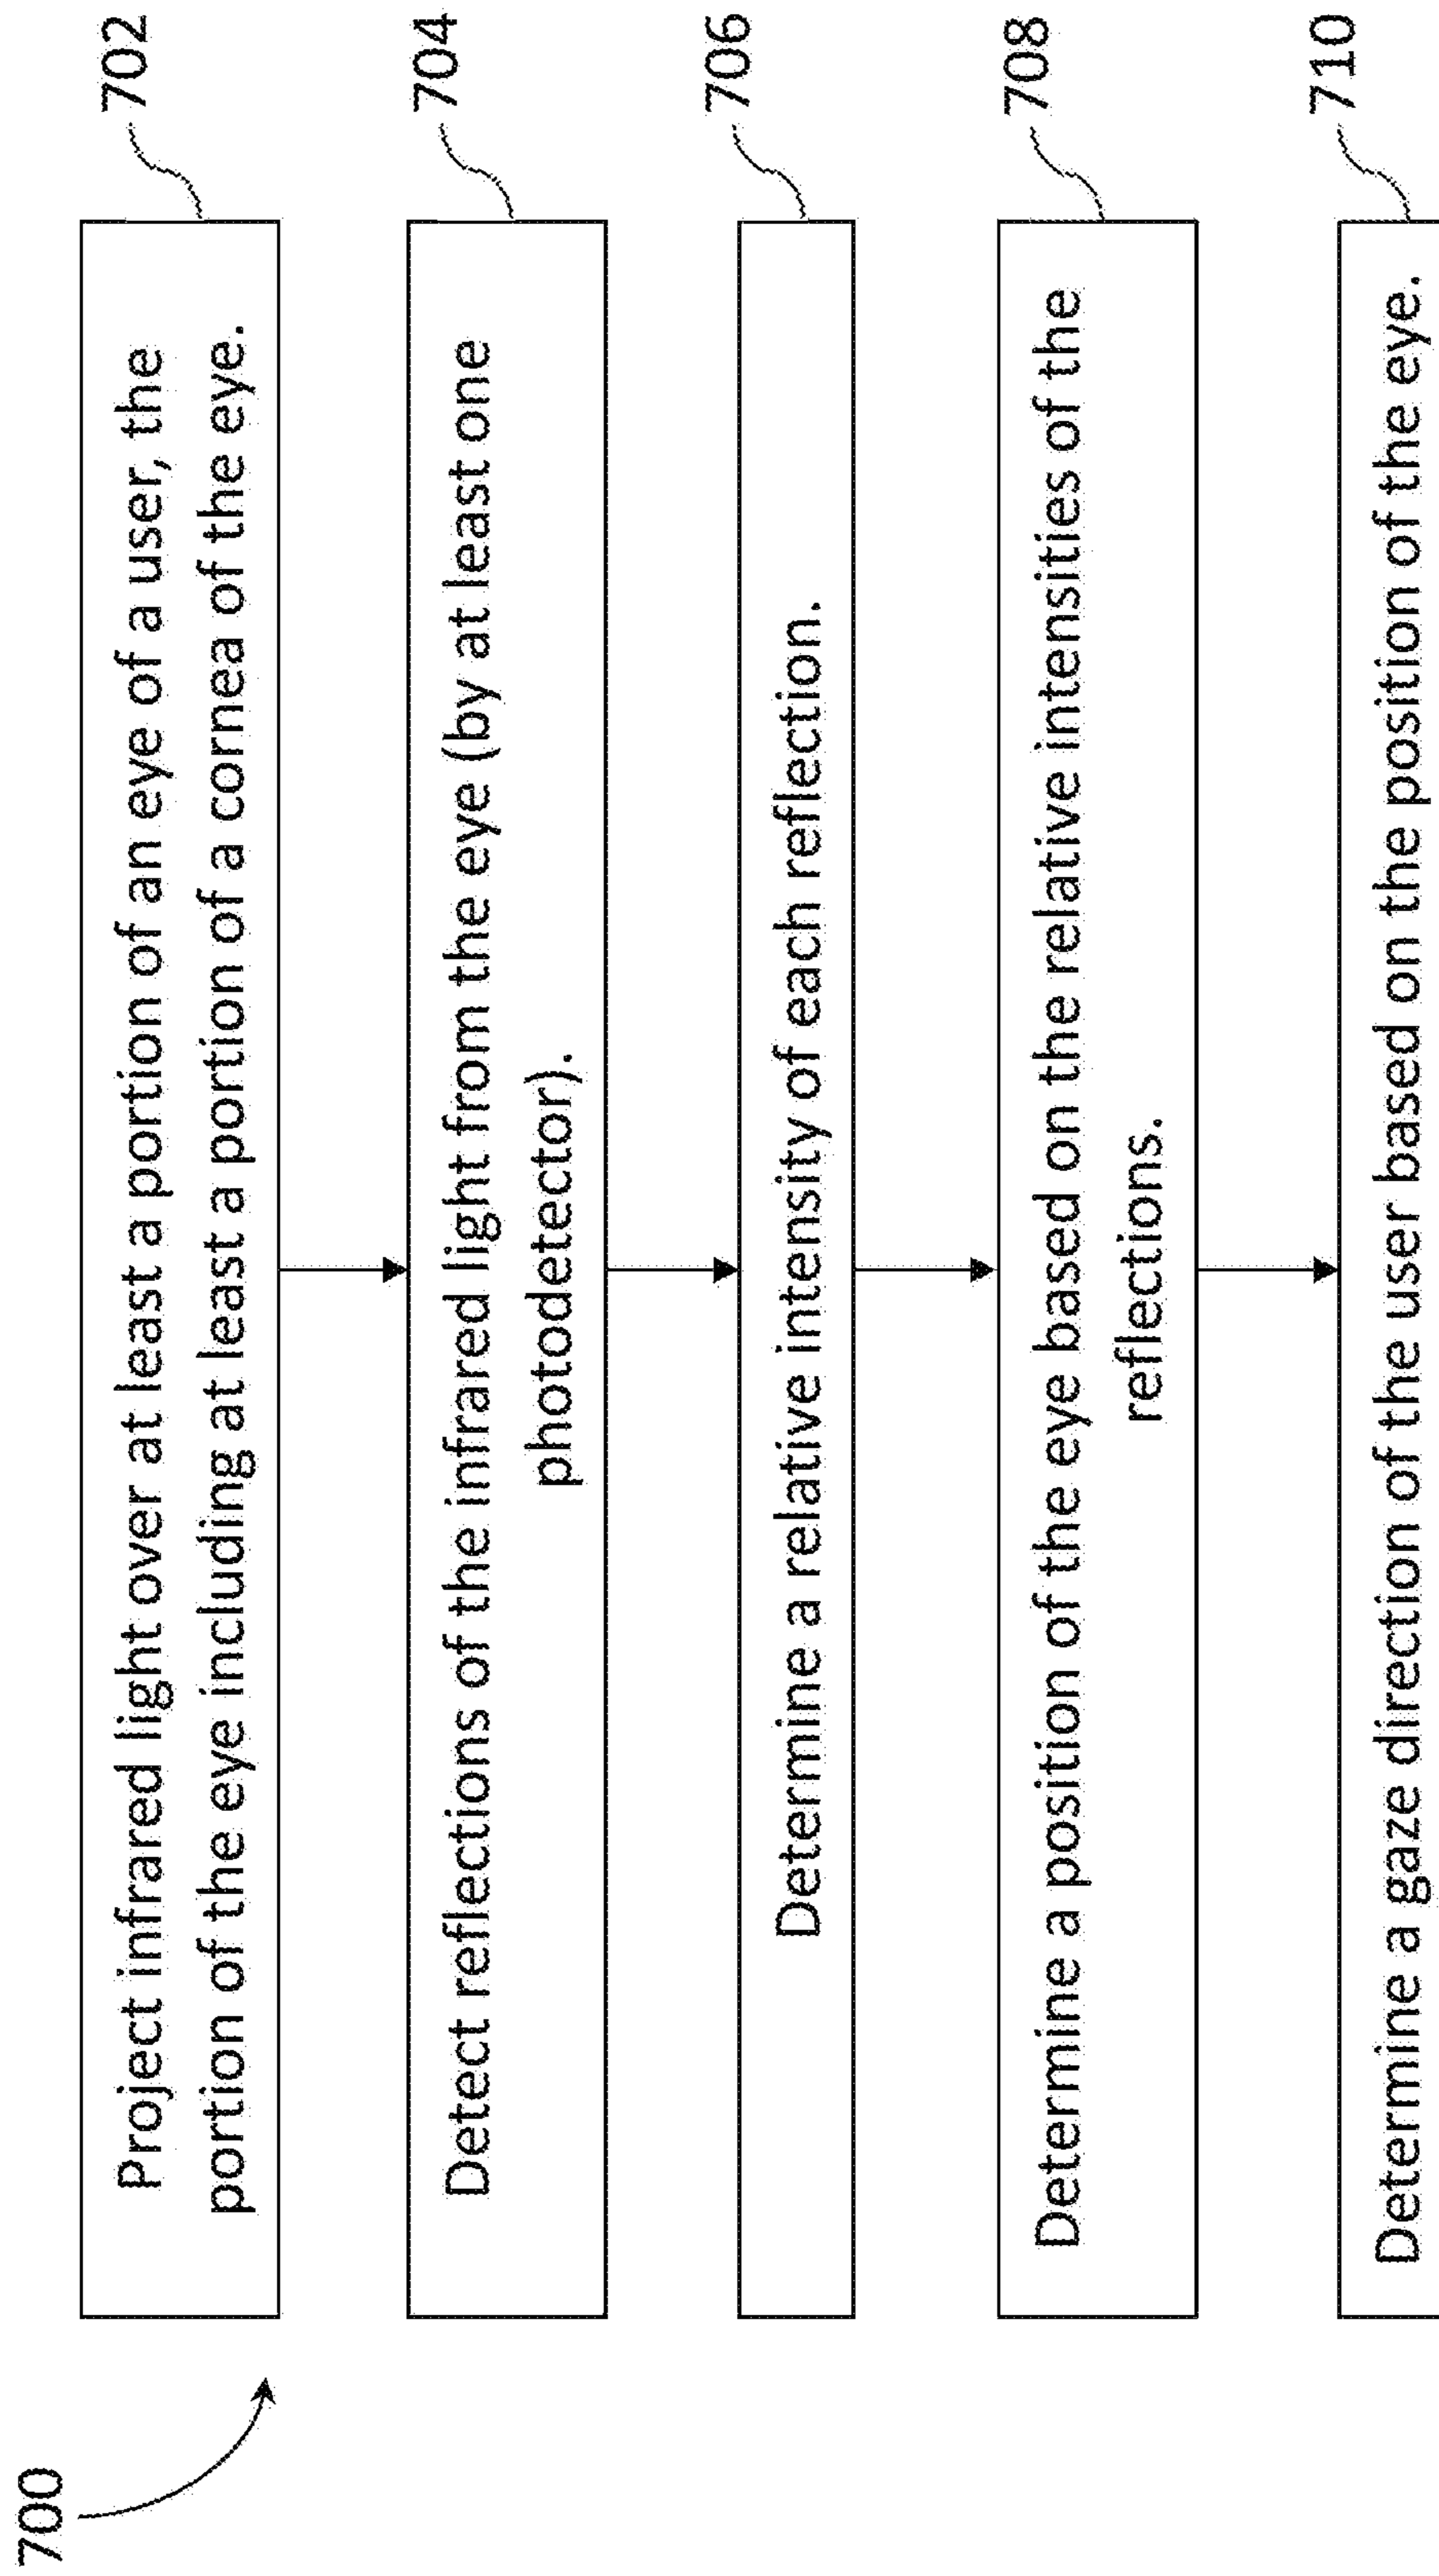 700
Project infrared light over at least a portion of an eye of a user, the
portion of the eye including at least a portion of a cornea of the eye.
702
Detect reflections of the infrared light from the eye (by at least one
photodetector).
704
Determine a relative intensity of each reflection.
706
Determine a position of the eye based on the relative intensities of the
reflections.
708
Determine a gaze direction of the user based on the position of the eye.
710